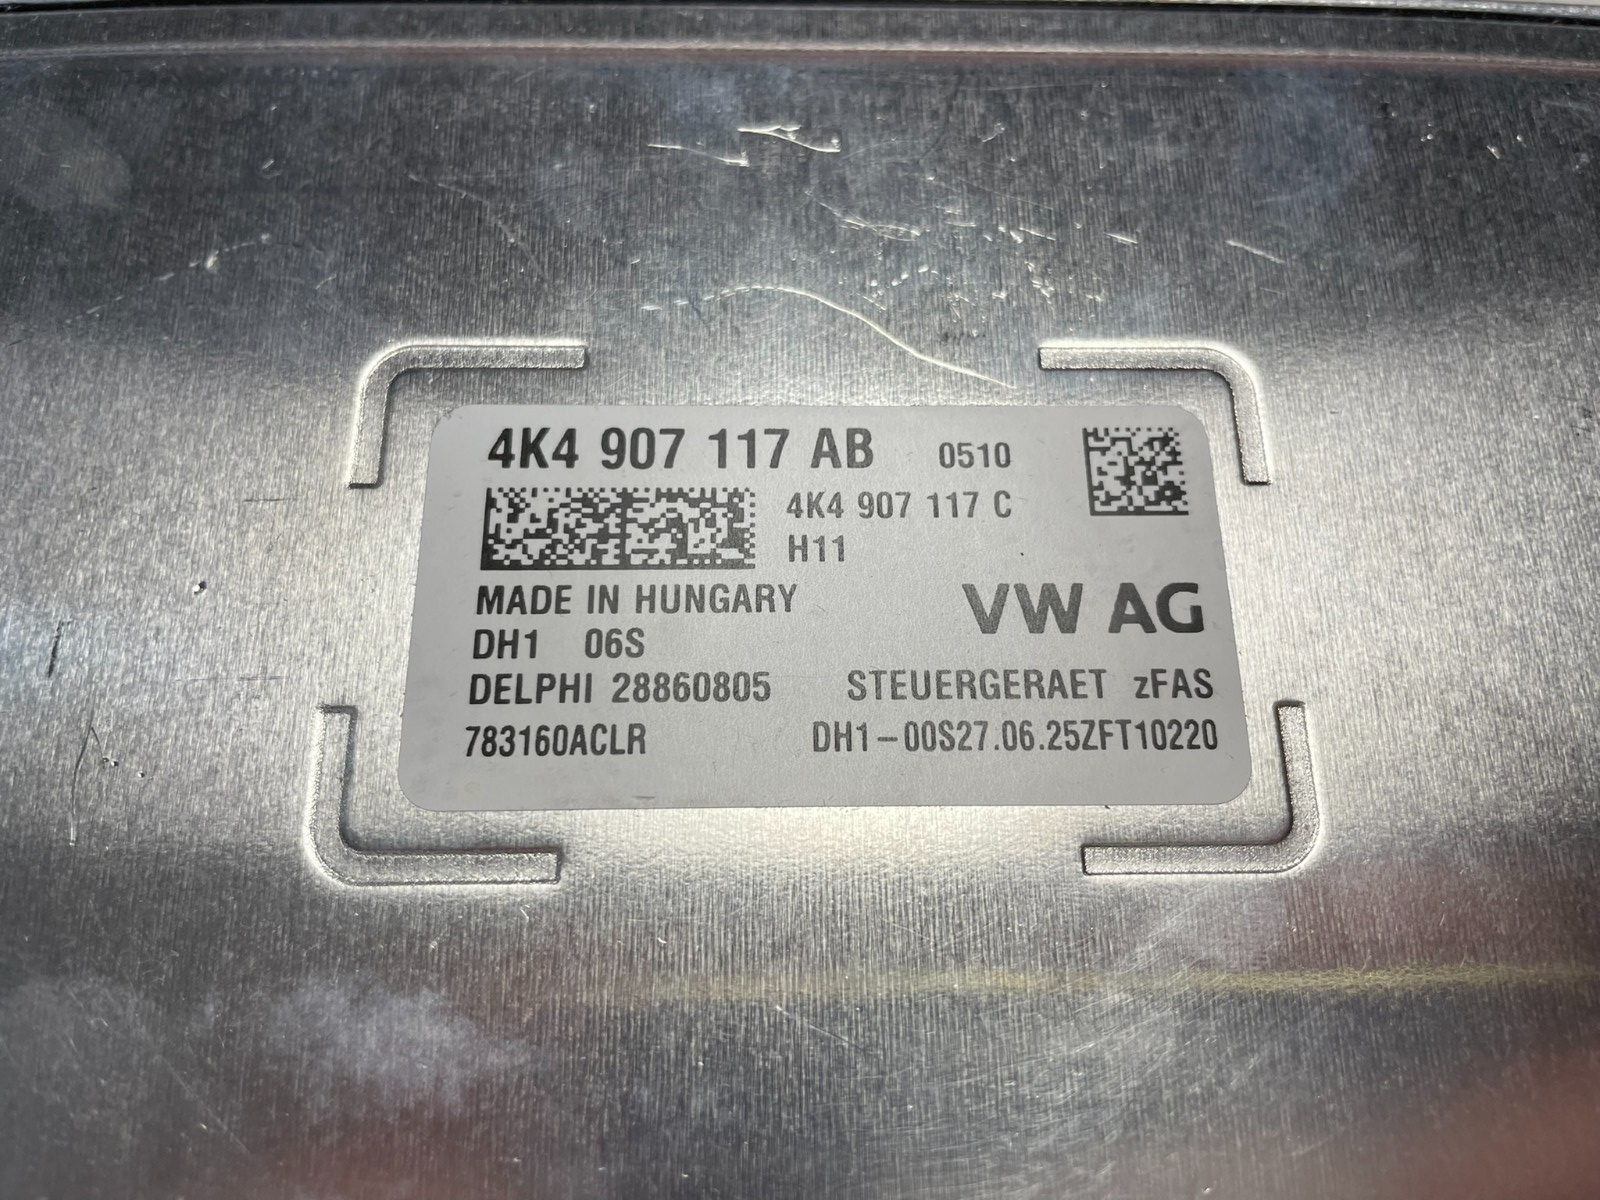 4K4 907 117 AB 0510
4K4 907 117 C
H11
MADE IN HUNGARY
VW AG
DH1 06S
DELPHI 28860805 STEUERGERAET zFAS
783160ACLR DH1-00S27.06.25ZFT10220